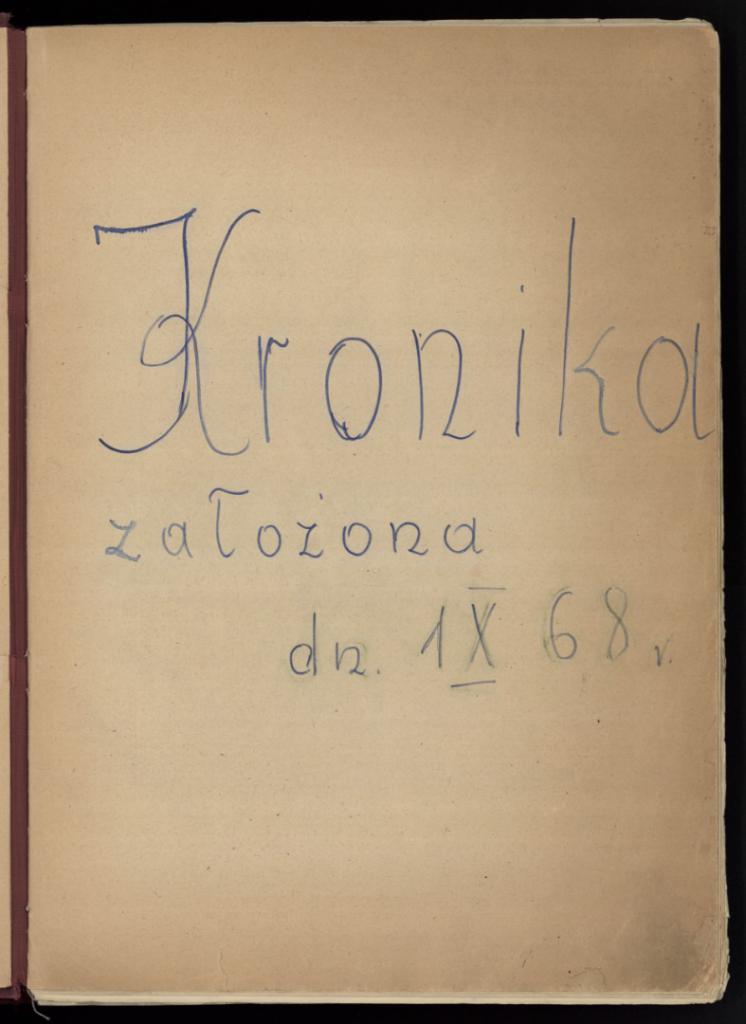 Kronika
założona
dn. 1 X 68 r.